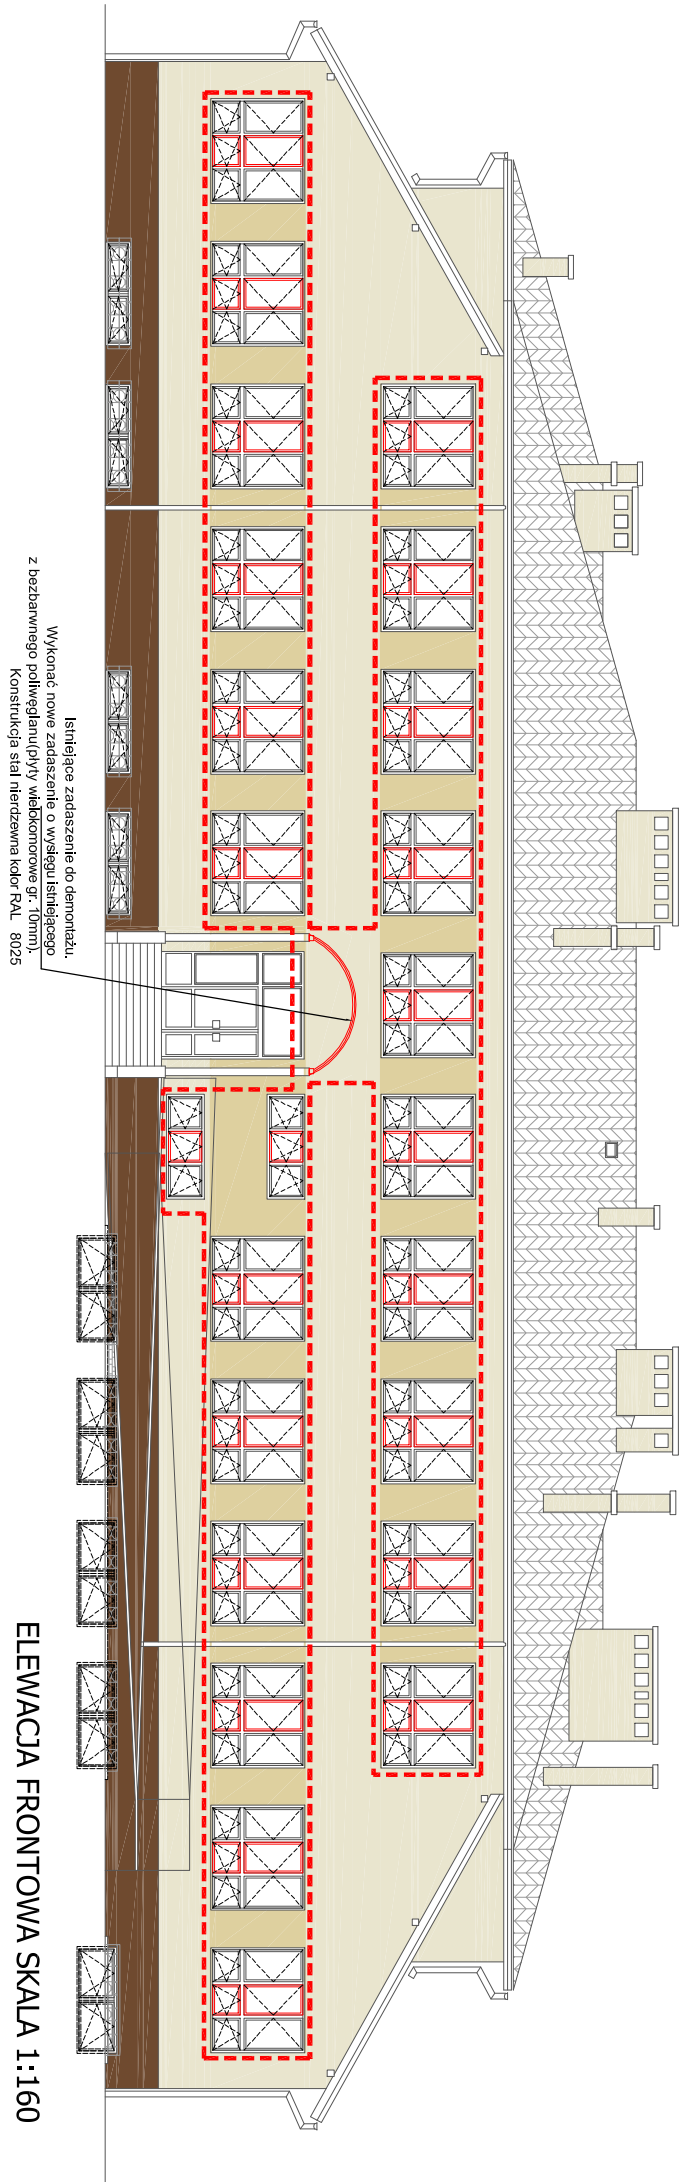 Istniejące zadaszenie do demontażu.
Wykonać nowe zadaszenie o wysięgu istniejącego
z bezbarwnego poliwęglanu(płyty wielokomorowe gr. 10mm).
Konstrukcja stal nierdzewna kolor RAL 8025
ELEWACJA FRONTOWA SKALA 1:160